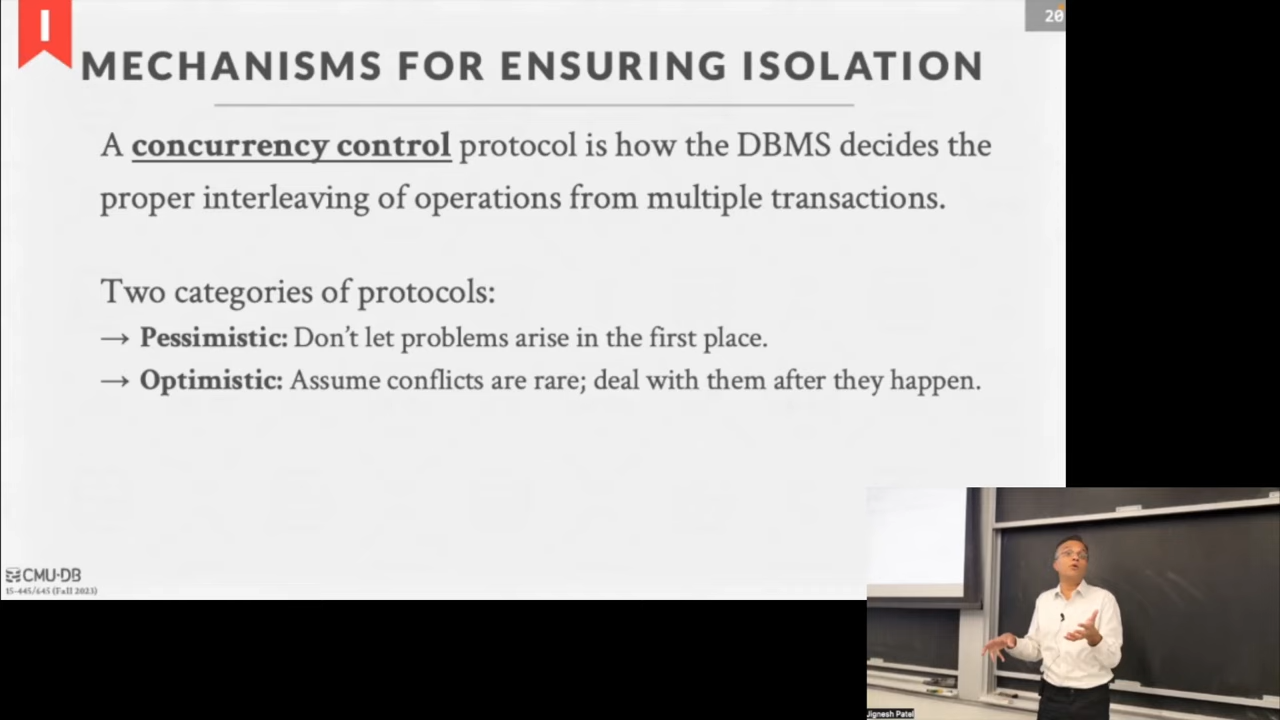 I
20
MECHANISMS FOR ENSURING ISOLATION
A concurrency control protocol is how the DBMS decides the
proper interleaving of operations from multiple transactions.
Two categories of protocols:
→ Pessimistic: Don't let problems arise in the first place.
→ Optimistic: Assume conflicts are rare; deal with them after they happen.
CMU·DB
15-445/645 (Fall 2023)
Jignesh Patel